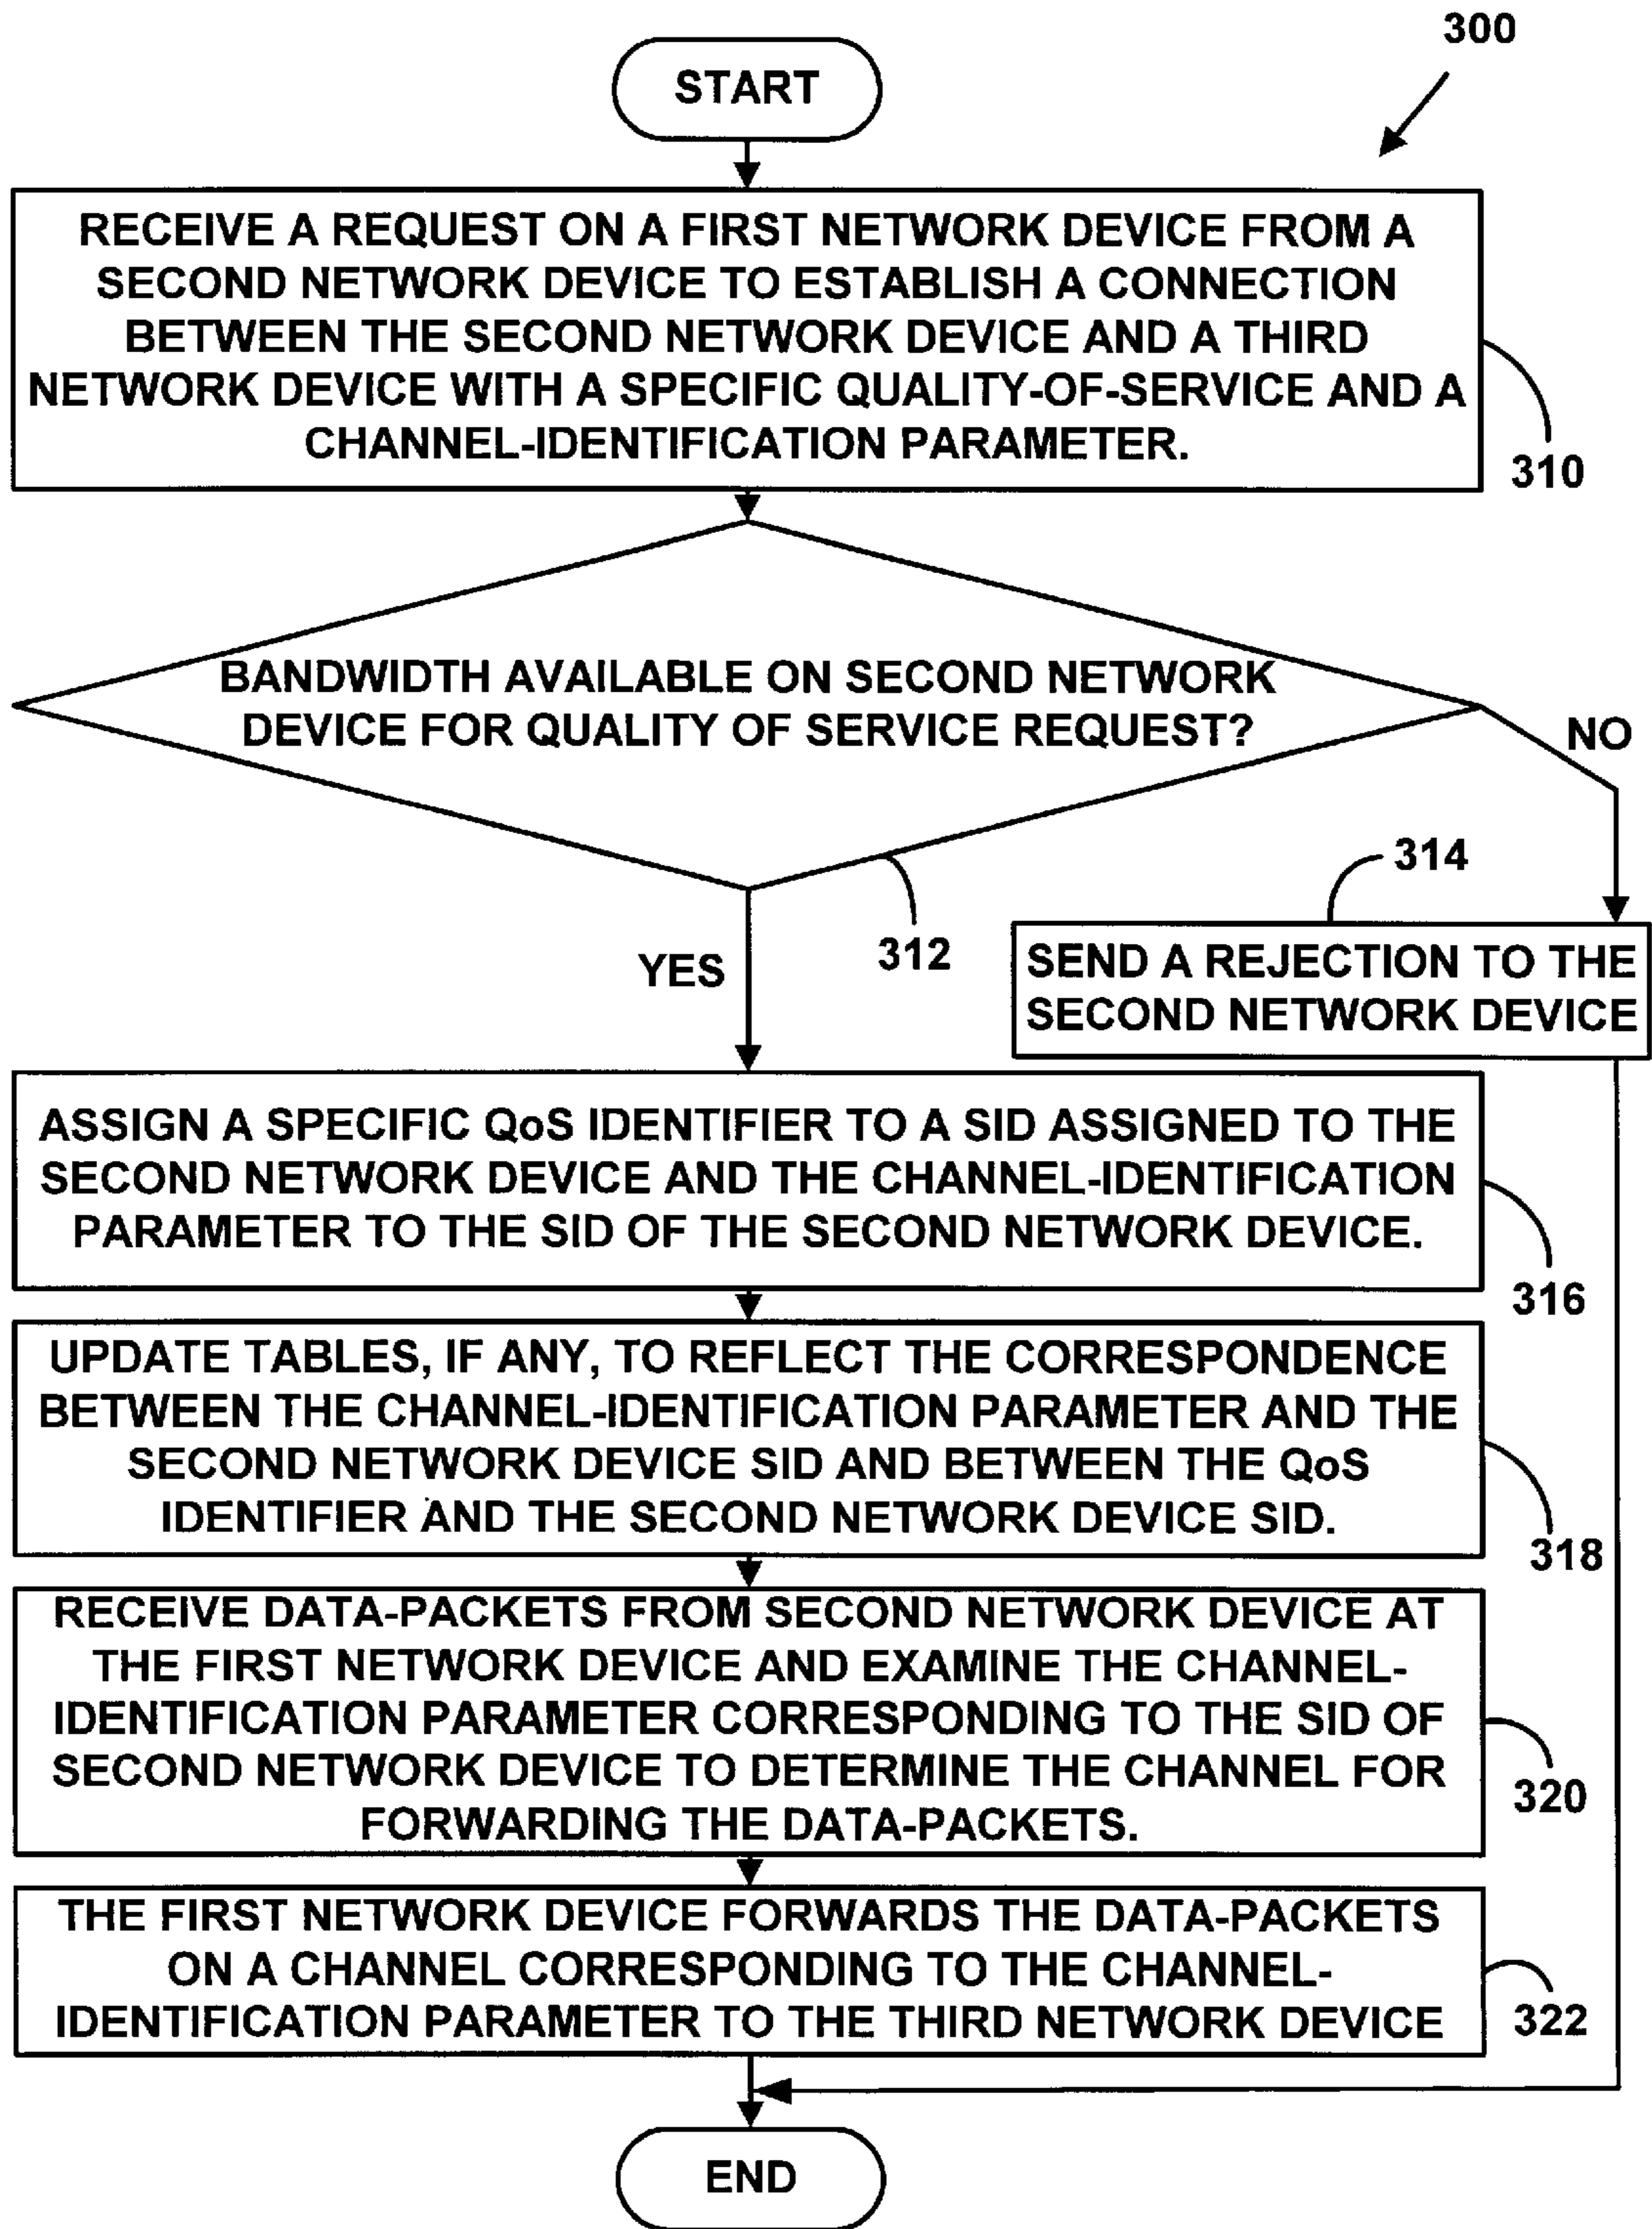 300
START
RECEIVE A REQUEST ON A FIRST NETWORK DEVICE FROM A
SECOND NETWORK DEVICE TO ESTABLISH A CONNECTION
BETWEEN THE SECOND NETWORK DEVICE AND A THIRD
NETWORK DEVICE WITH A SPECIFIC QUALITY-OF-SERVICE AND A
CHANNEL-IDENTIFICATION PARAMETER.
310
BANDWIDTH AVAILABLE ON SECOND NETWORK
DEVICE FOR QUALITY OF SERVICE REQUEST?
NO
312
YES
314
SEND A REJECTION TO THE
SECOND NETWORK DEVICE
ASSIGN A SPECIFIC QoS IDENTIFIER TO A SID ASSIGNED TO THE
SECOND NETWORK DEVICE AND THE CHANNEL-IDENTIFICATION
PARAMETER TO THE SID OF THE SECOND NETWORK DEVICE.
316
UPDATE TABLES, IF ANY, TO REFLECT THE CORRESPONDENCE
BETWEEN THE CHANNEL-IDENTIFICATION PARAMETER AND THE
SECOND NETWORK DEVICE SID AND BETWEEN THE QoS
IDENTIFIER AND THE SECOND NETWORK DEVICE SID.
318
RECEIVE DATA-PACKETS FROM SECOND NETWORK DEVICE AT
THE FIRST NETWORK DEVICE AND EXAMINE THE CHANNEL-
IDENTIFICATION PARAMETER CORRESPONDING TO THE SID OF
SECOND NETWORK DEVICE TO DETERMINE THE CHANNEL FOR
FORWARDING THE DATA-PACKETS.
320
THE FIRST NETWORK DEVICE FORWARDS THE DATA-PACKETS
ON A CHANNEL CORRESPONDING TO THE CHANNEL-
IDENTIFICATION PARAMETER TO THE THIRD NETWORK DEVICE
322
END